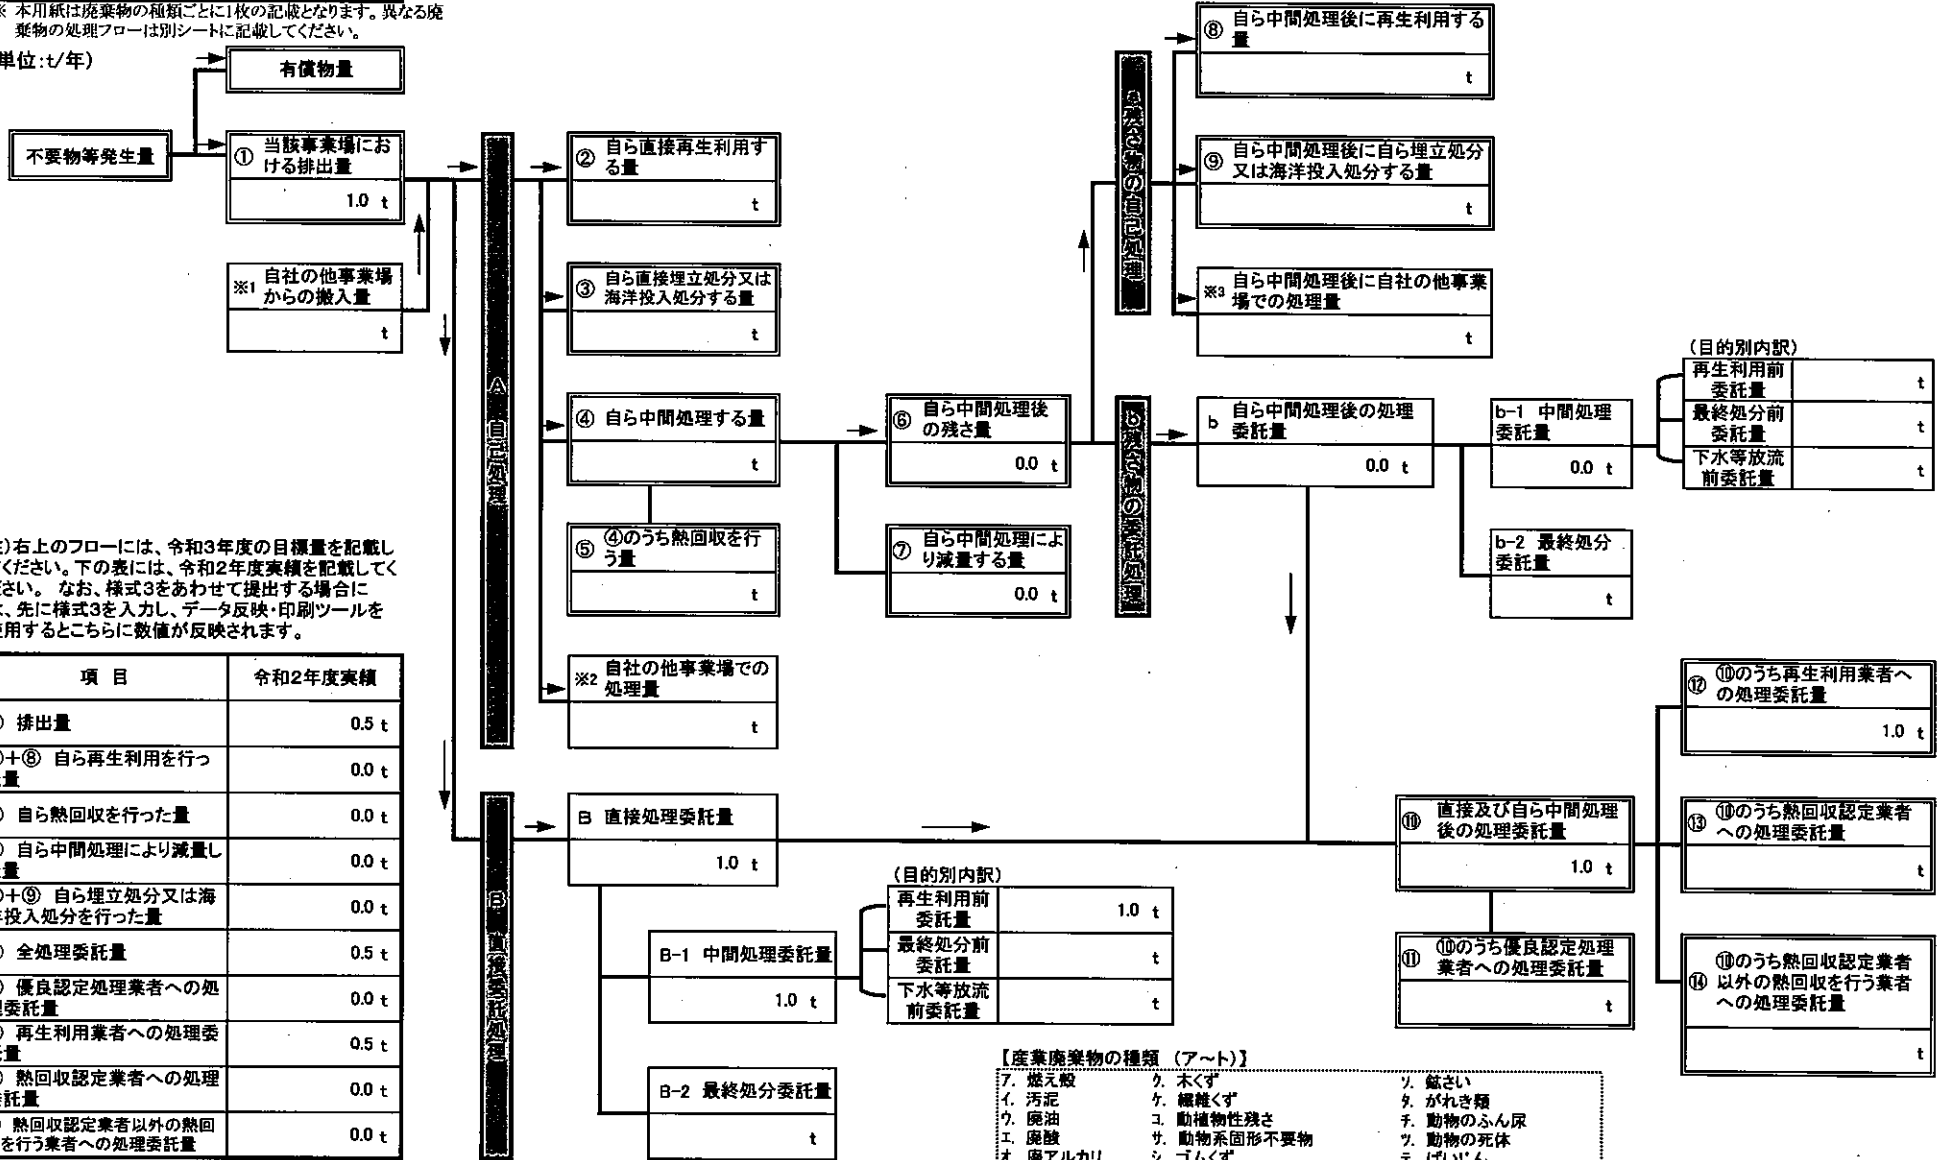 ※ 本用紙は廃棄物の種類ごとに1枚の記載となります。異なる廃
棄物の処理フローは別シートに記載してください。
単位:t/年)
有償物量
不要物等発生量
① 当該事業場にお
ける排出量
1.0 t
※1 自社の他事業場
からの搬入量
t
A 自己処理
② 自ら直接再生利用す
る量
t
③ 自ら直接埋立処分又は
海洋投入処分する量
t
④ 自ら中間処理する量
t
⑤ ④のうち熱回収を行
う量
t
※2 自社の他事業場での
処理量
t
⑥ 自ら中間処理後
の残さ量
0.0 t
⑦ 自ら中間処理によ
り減量する量
0.0 t
a残さ物の自己処理
⑧ 自ら中間処理後に再生利用する
量
t
⑨ 自ら中間処理後に自ら埋立処分
又は海洋投入処分する量
t
※3 自ら中間処理後に自社の他事業
場での処理量
t
b残さ物の委託処理
b 自ら中間処理後の処理
委託量
0.0 t
b-1 中間処理
委託量
0.0 t
(目的別内訳)
再生利用前
委託量 t
最終処分前
委託量 t
下水等放流
前委託量 t
b-2 最終処分
委託量
t
)右上のフローには、令和3年度の目標量を記載し
ください。下の表には、令和2年度実績を記載してく
さい。 なお、様式3をあわせて提出する場合に
、先に様式3を入力し、データ反映・印刷ツールを
用するとこちらに数値が反映されます。
項 目 令和2年度実績
) 排出量 0.5 t
)+⑧ 自ら再生利用を行っ
量 0.0 t
) 自ら熱回収を行った量 0.0 t
) 自ら中間処理により減量し
量 0.0 t
)+⑨ 自ら埋立処分又は海
投入処分を行った量 0.0 t
) 全処理委託量 0.5 t
) 優良認定処理業者への処
委託量 0.0 t
) 再生利用業者への処理委
量 0.5 t
) 熱回収認定業者への処理
託量 0.0 t
熱回収認定業者以外の熱回
を行う業者への処理委託量 0.0 t
B 直接委託処理
B 直接処理委託量
1.0 t
B-1 中間処理委託量
1.0 t
(目的別内訳)
再生利用前
委託量 1.0 t
最終処分前
委託量 t
下水等放流
前委託量 t
B-2 最終処分委託量
t
⑩ 直接及び自ら中間処理
後の処理委託量
1.0 t
⑪ ⑩のうち優良認定処理
業者への処理委託量
t
⑫ ⑩のうち再生利用業者へ
の処理委託量
1.0 t
⑬ ⑩のうち熱回収認定業者
への処理委託量
t
⑭ ⑩のうち熱回収認定業者
以外の熱回収を行う業者
への処理委託量
t
【産業廃棄物の種類 (ア~ト)】
ア. 燃え殻 ク. 木くず ソ. 鉱さい
イ. 汚泥 ケ. 繊維くず タ. がれき類
ウ. 廃油 コ. 動植物性残さ チ. 動物のふん尿
エ. 廃酸 サ. 動物系固形不要物 ツ. 動物の死体
オ. 廃アルカリ シ. ゴムくず テ. ばいじん